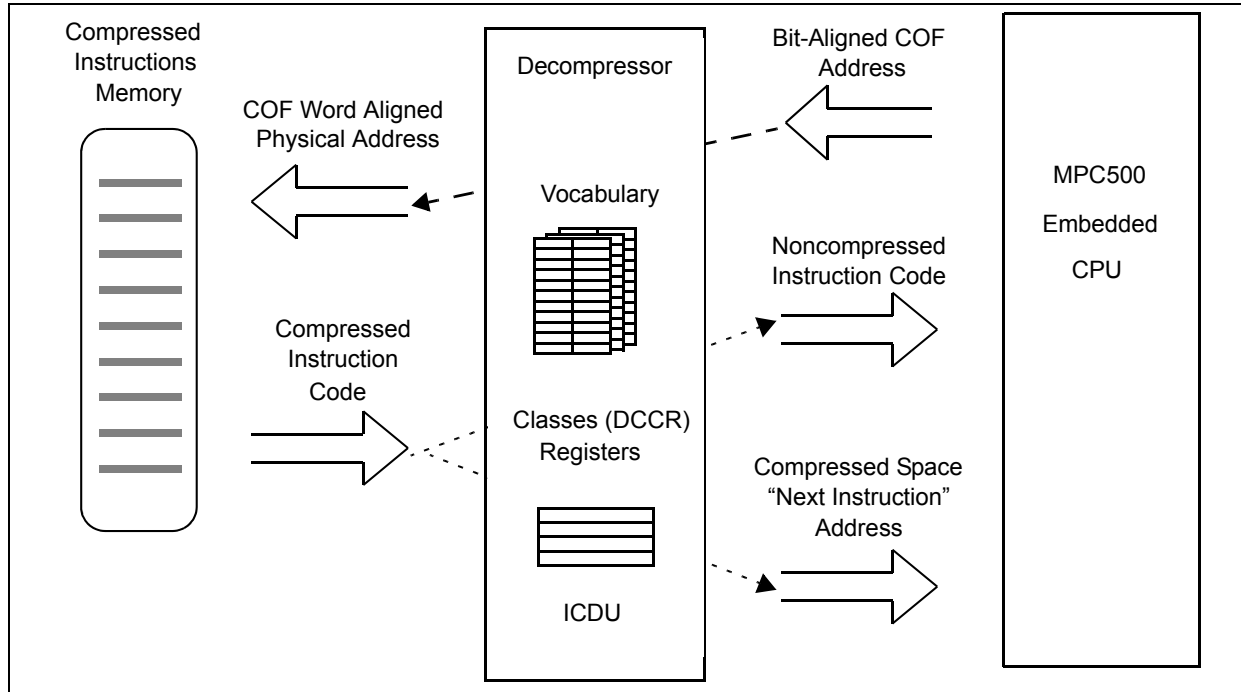 Compressed
Instructions
Memory
COF Word Aligned
Physical Address
Compressed
Instruction
Code
Decompressor
Vocabulary
Classes (DCCR)
Registers
ICDU
Bit-Aligned COF
Address
Noncompressed
Instruction Code
Compressed Space
“Next Instruction”
Address
MPC500
Embedded
CPU